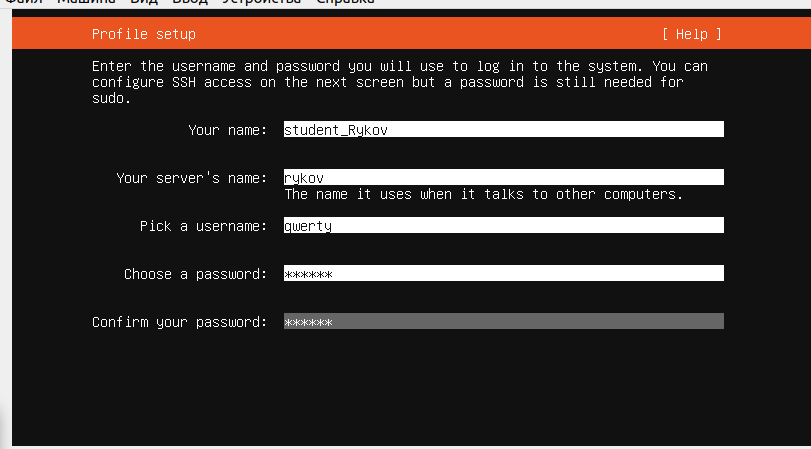 Файл Машина Вид Ввод Устройства Справка
Profile setup [ Help ]
Enter the username and password you will use to log in to the system. You can
configure SSH access on the next screen but a password is still needed for
sudo.
Your name: student_Rykov
Your server's name: rykov
The name it uses when it talks to other computers.
Pick a username: qwerty
Choose a password: ******
Confirm your password: ******